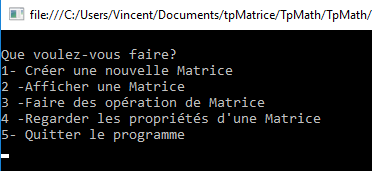 file:///C:/Users/Vincent/Documents/tpMatrice/TpMath/TpMath/
Que voulez-vous faire?
1- Créer une nouvelle Matrice
2 -Afficher une Matrice
3 -Faire des opération de Matrice
4 -Regarder les propriétés d'une Matrice
5- Quitter le programme